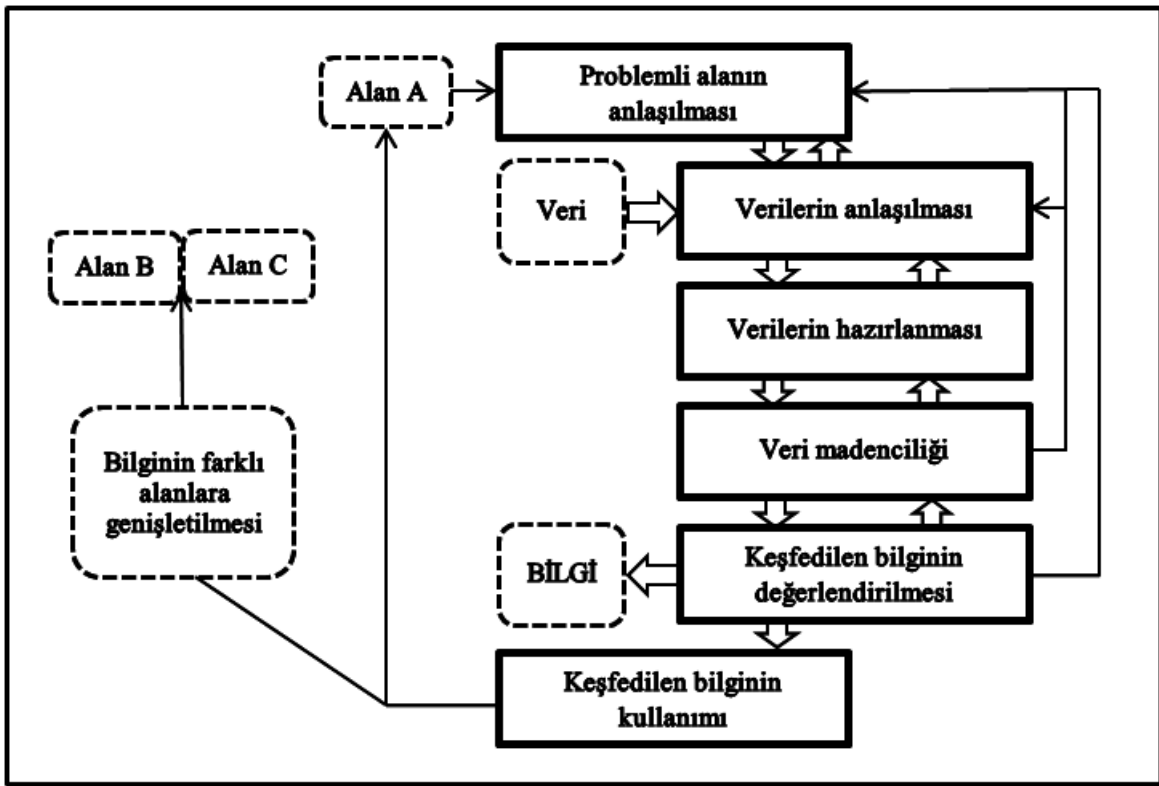 Alan A
Problemli alanın
anlaşılması
Veri
Verilerin anlaşılması
Alan B
Alan C
Verilerin hazırlanması
Bilginin farklı
alanlara
genişletilmesi
Veri madenciliği
BİLGİ
Keşfedilen bilginin
değerlendirilmesi
Keşfedilen bilginin
kullanımı